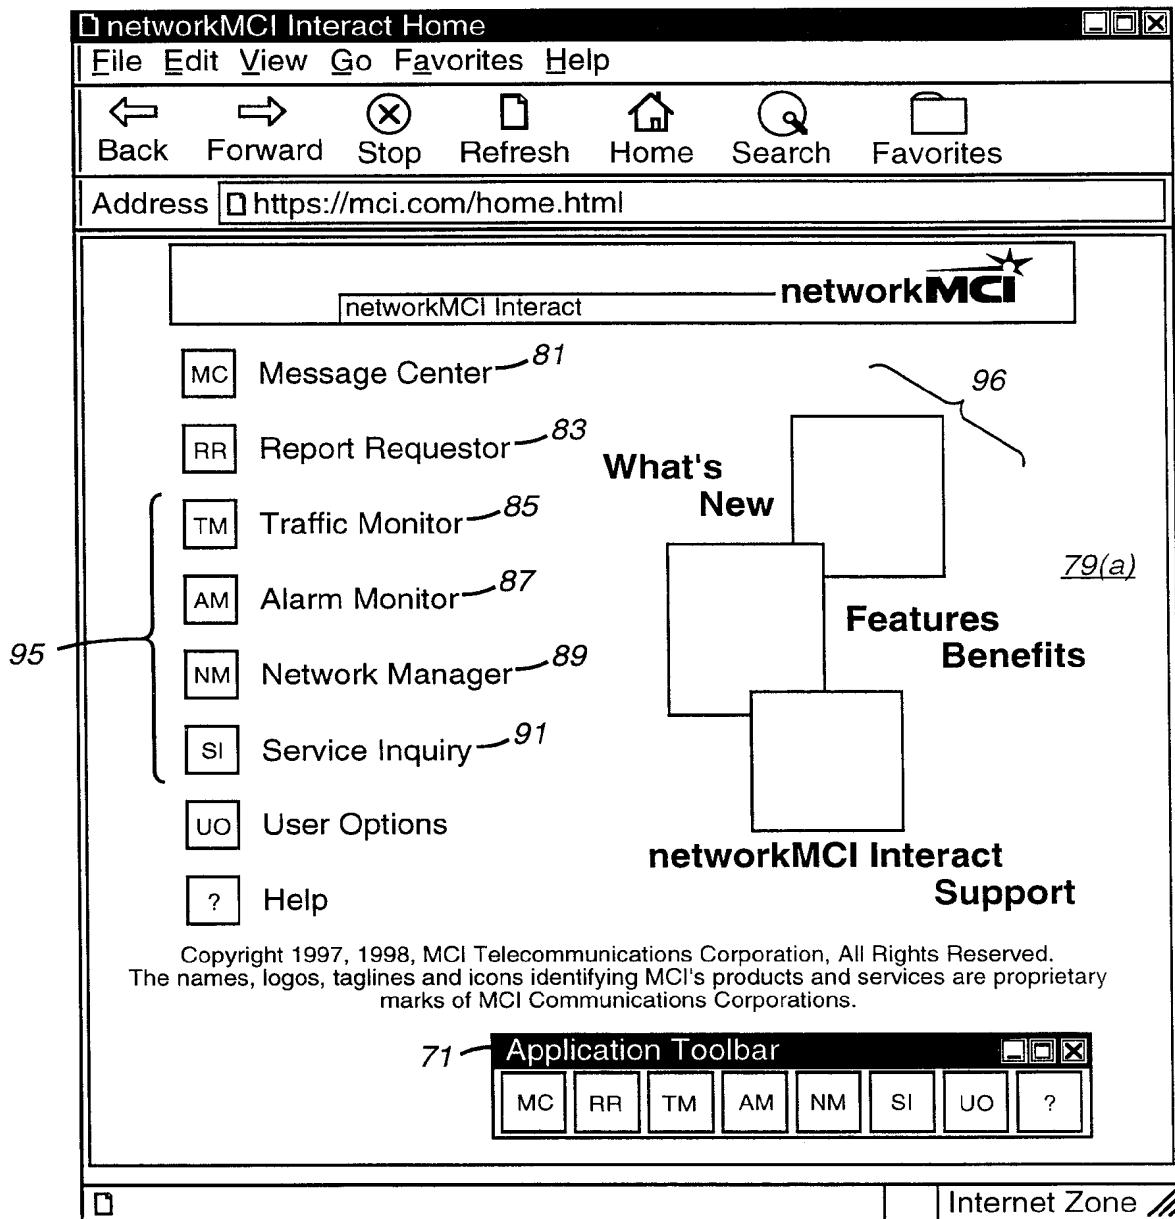 networkMCI Interact Home
File Edit View Go Favorites Help
Back Forward Stop Refresh Home Search Favorites
Address https://mci.com/home.html
networkMCI Interact
networkMCI
MC Message Center 81
RR Report Requestor 83
TM Traffic Monitor 85
AM Alarm Monitor 87
NM Network Manager 89
SI Service Inquiry 91
UO User Options
? Help
95
96
What's
New
79(a)
Features
Benefits
networkMCI Interact
Support
Copyright 1997, 1998, MCI Telecommunications Corporation, All Rights Reserved.
The names, logos, taglines and icons identifying MCI's products and services are proprietary
marks of MCI Communications Corporations.
71
Application Toolbar
MC RR TM AM NM SI UO ?
Internet Zone